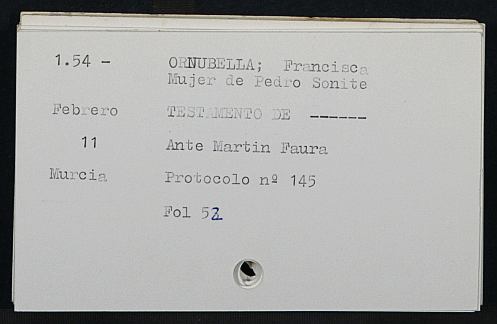 1.54 - ORNUBELLA; Francisca
Mujer de Pedro Sonite
Febrero TESTAMENTO DE ------
11 Ante Martin Faura
Murcia Protocolo nº 145
Fol